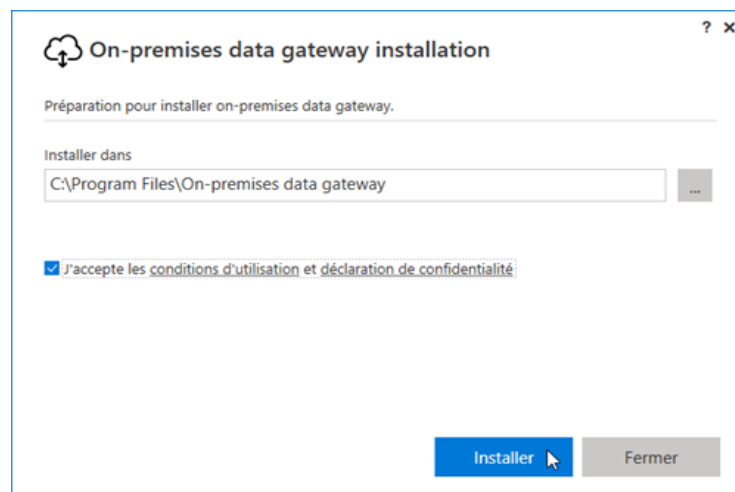 ? ×
On-premises data gateway installation
Préparation pour installer on-premises data gateway.
Installer dans
C:\Program Files\On-premises data gateway
...
J'accepte les conditions d'utilisation et déclaration de confidentialité
Installer Fermer